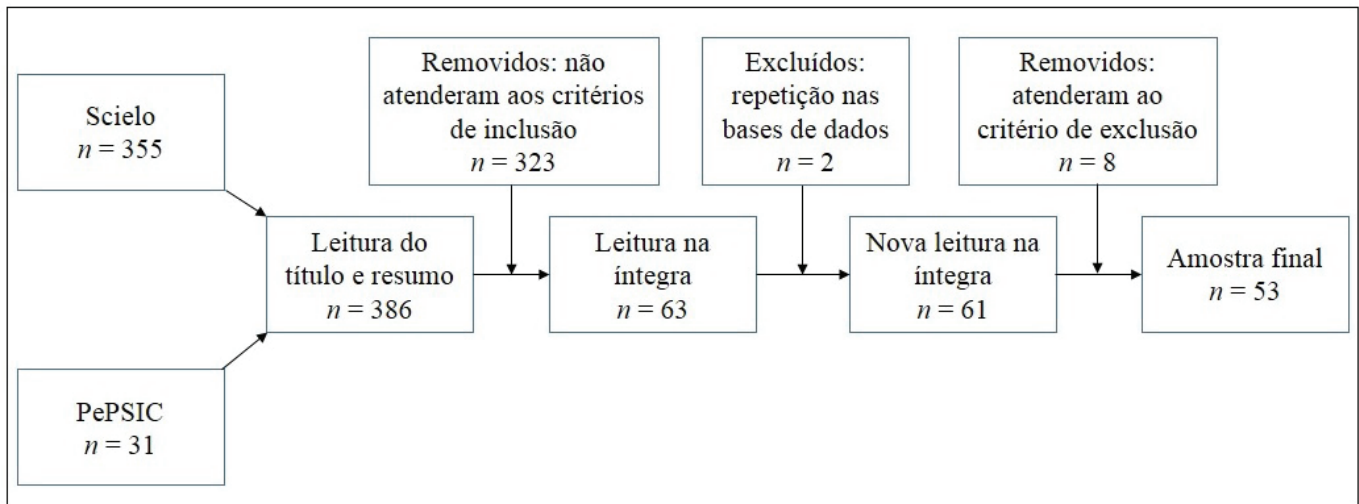 Scielo
n = 355
PePSIC
n = 31
Leitura do
título e resumo
n = 386
Removidos: não
atenderam aos critérios
de inclusão
n = 323
Leitura na
íntegra
n = 63
Excluídos:
repetição nas
bases de dados
n = 2
Nova leitura na
íntegra
n = 61
Removidos:
atenderam ao
critério de exclusão
n = 8
Amostra final
n = 53